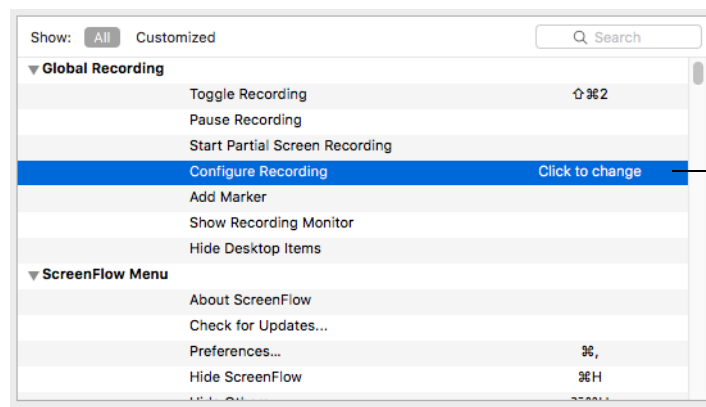 Show: All Customized Search
Global Recording
Toggle Recording ⇧⌘2
Pause Recording
Start Partial Screen Recording
Configure Recording Click to change
Add Marker
Show Recording Monitor
Hide Desktop Items
ScreenFlow Menu
About ScreenFlow
Check for Updates...
Preferences... ⌘,
Hide ScreenFlow ⌘H